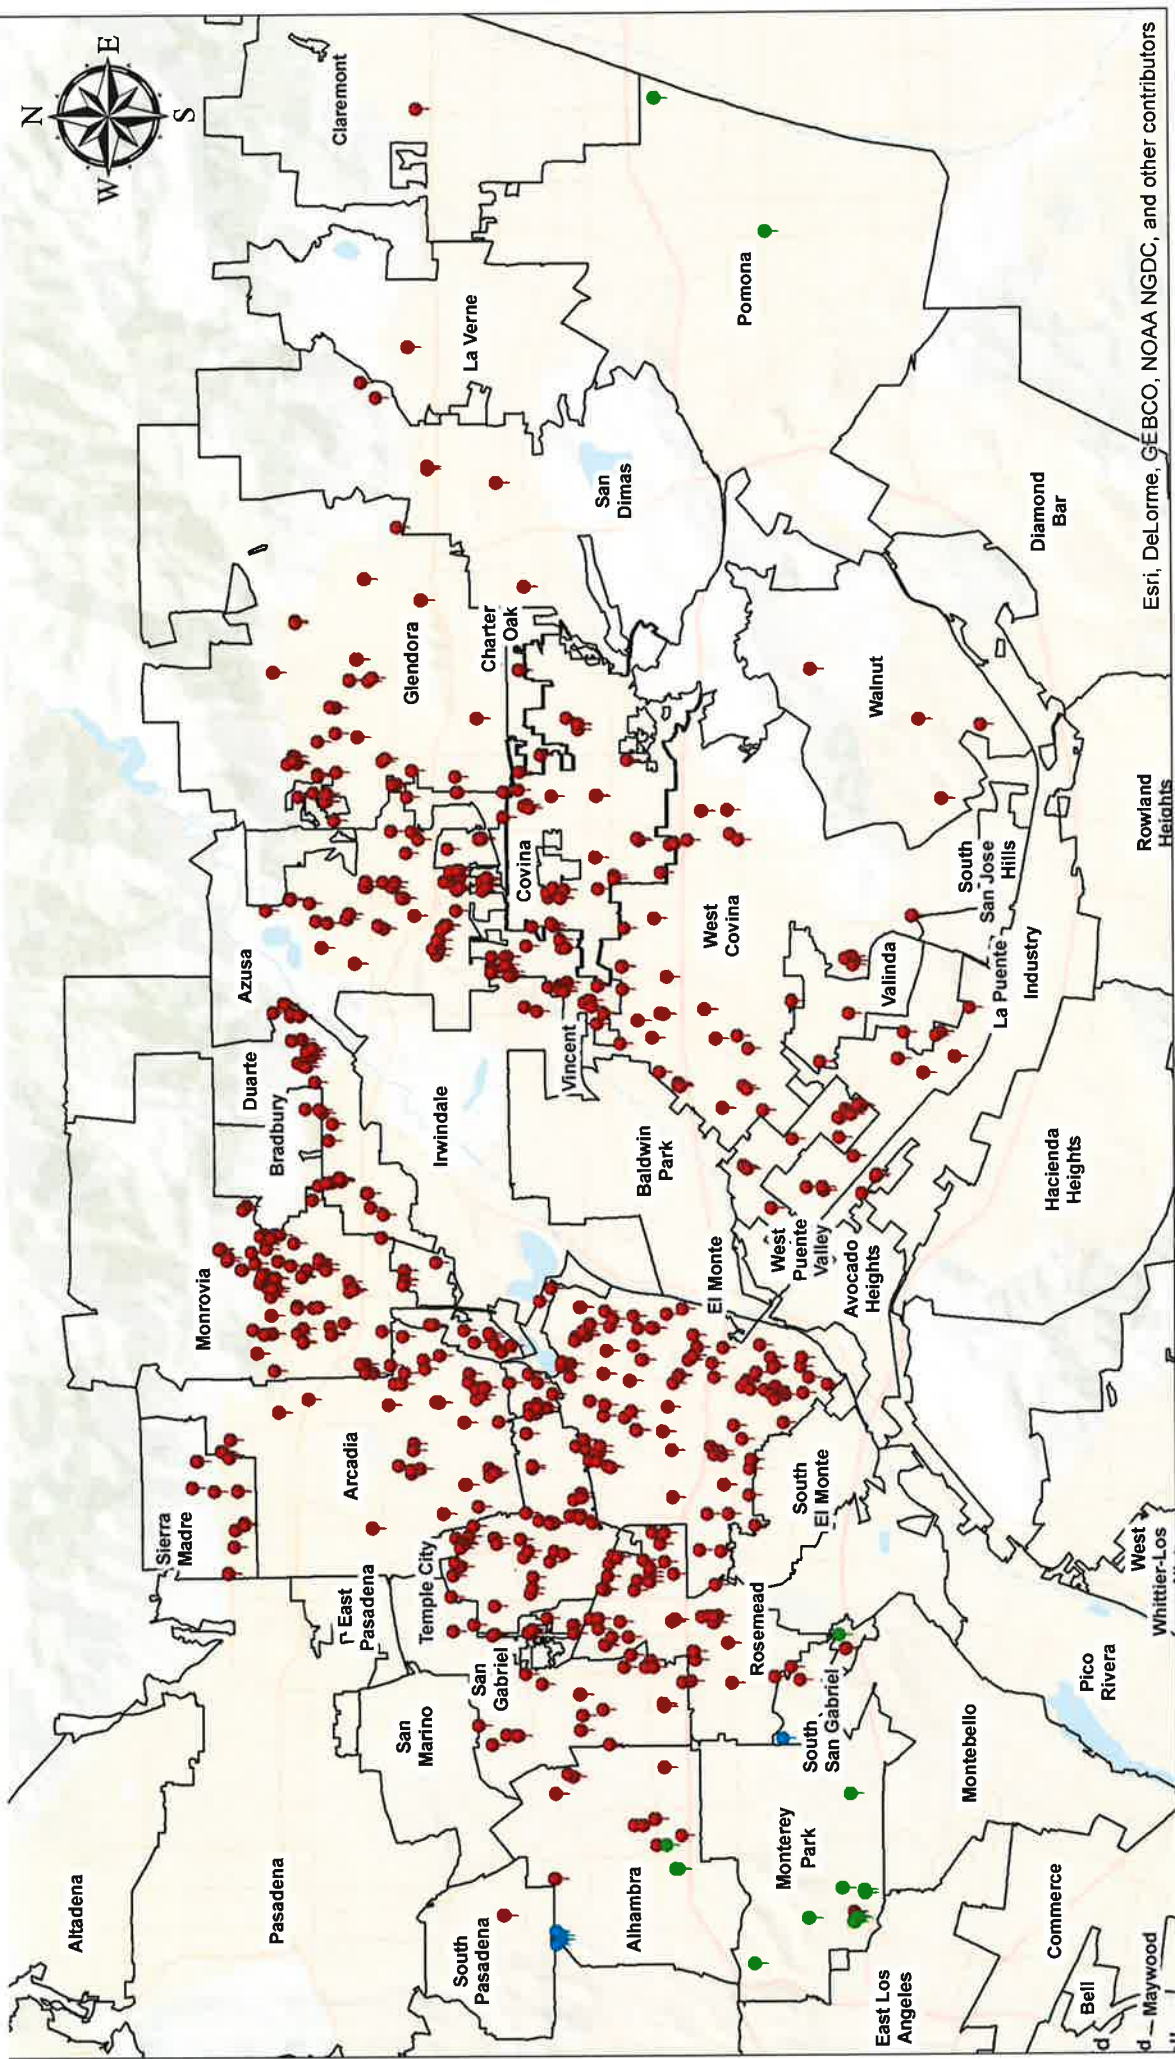 N
E
S
W
Claremont
La Verne
Pomona
San
Dimas
Diamond
Bar
Glendora
Charter
Oak
Walnut
Rowland
Heights
Azusa
Covina
West
Covina
South
San Jose
Hills
Valinda
La Puente
Industry
Duarte
Bradbury
Irwindale
Vincent
Baldwin
Park
Hacienda
Heights
Monrovia
El Monte
West
Puente
Valley
Avocado
Heights
Sierra
Madre
Arcadia
South
El Monte
East
Pasadena
Temple City
Rosemead
West
Whittier-Los
San
Gabriel
San
Marino
South
San Gabriel
Pico
Rivera
Montebello
Altadena
Pasadena
South
Pasadena
Alhambra
Monterey
Park
East Los
Angeles
Commerce
Bell
Maywood
d
d
Esri, DeLorme, GEBCO, NOAA NGDC, and other contributors